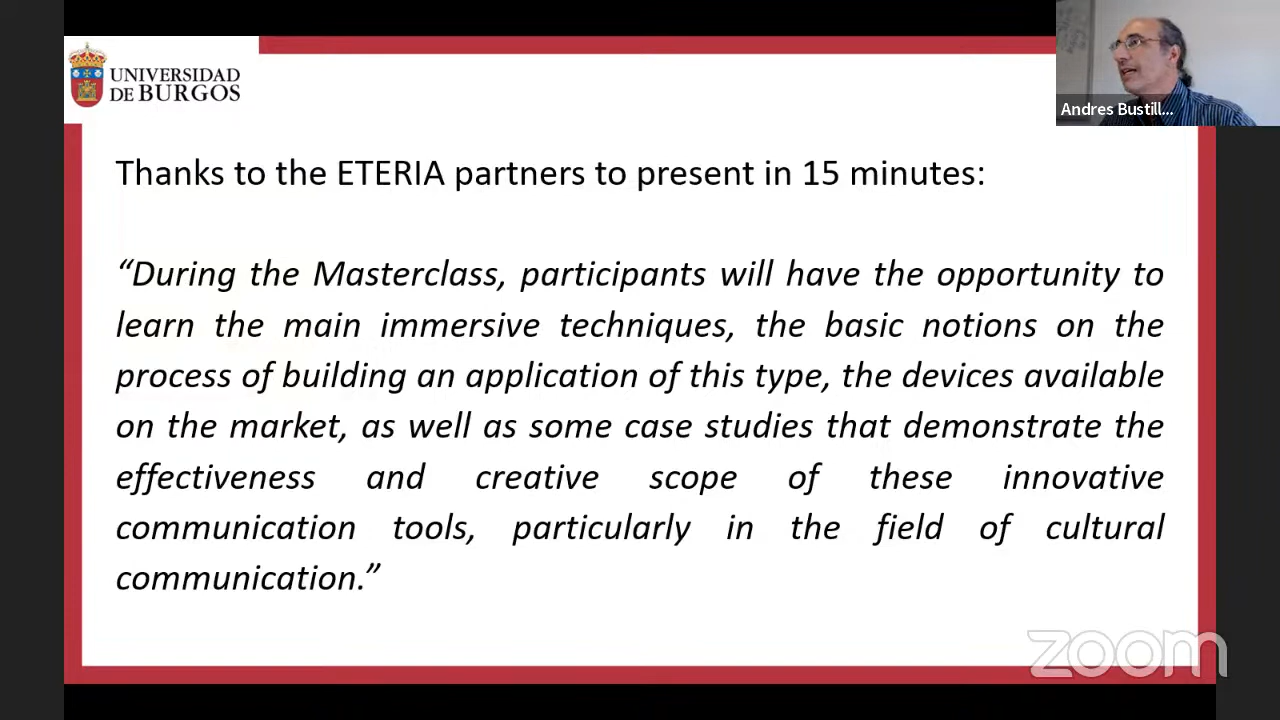 UNIVERSIDAD
DE BURGOS
Andres Bustill...
Thanks to the ETERIA partners to present in 15 minutes:
“During the Masterclass, participants will have the opportunity to
learn the main immersive techniques, the basic notions on the
process of building an application of this type, the devices available
on the market, as well as some case studies that demonstrate the
effectiveness and creative scope of these innovative
communication tools, particularly in the field of cultural
communication.”
zoom